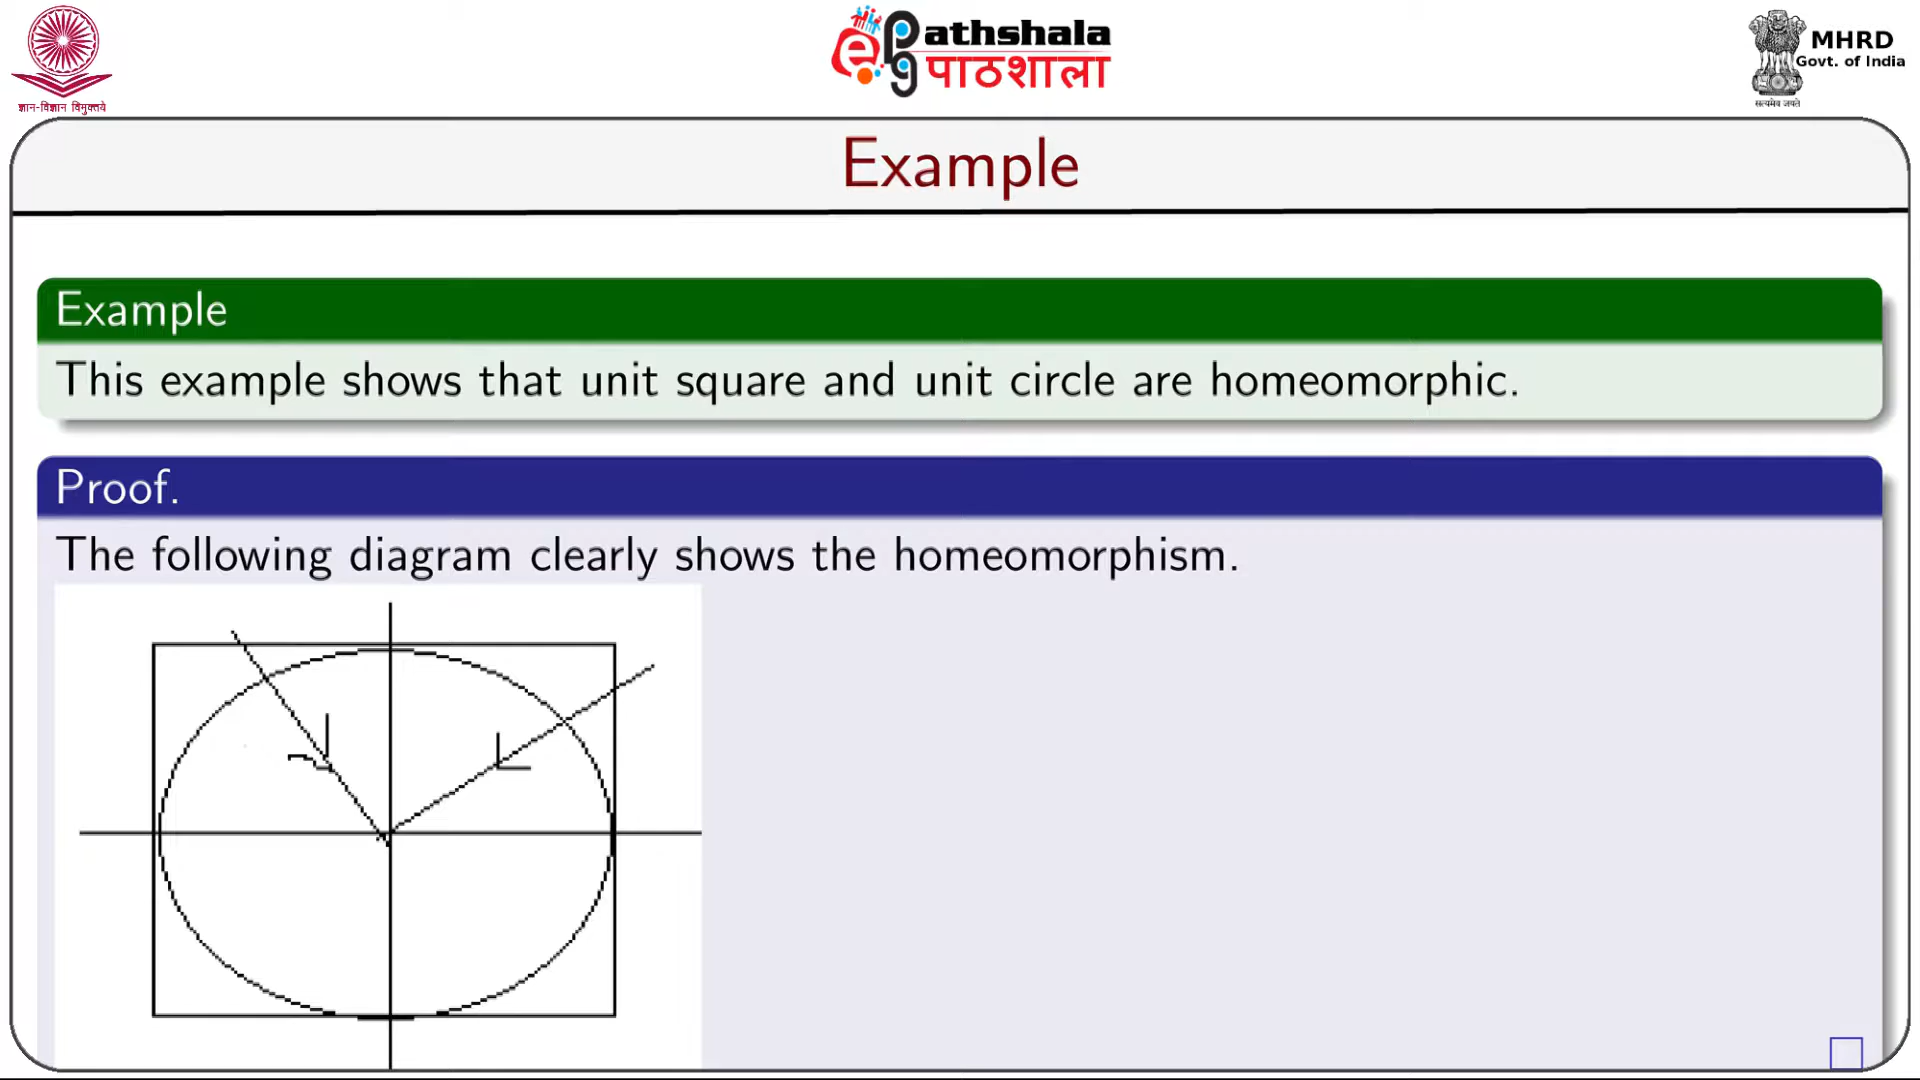 ज्ञान-विज्ञान विमुक्तये
ePg athshala
पाठशाला
MHRD
Govt. of India
सत्यमेव जयते
Example
Example
This example shows that unit square and unit circle are homeomorphic.
Proof.
The following diagram clearly shows the homeomorphism.